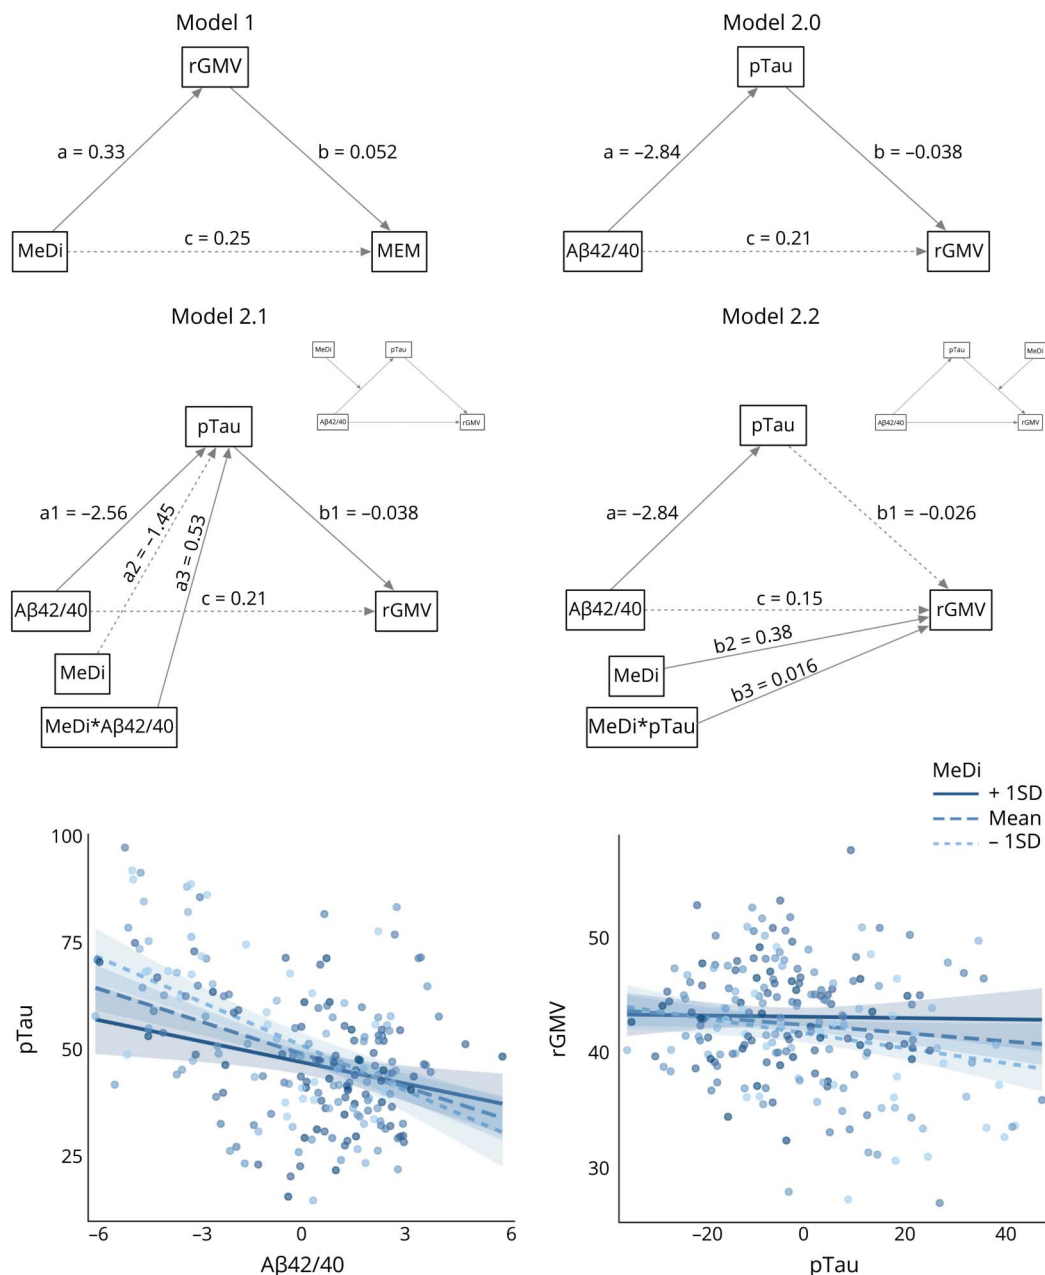 Model 1
rGMV
a = 0.33
b = 0.052
MeDi
c = 0.25
MEM
Model 2.0
pTau
a = –2.84
b = –0.038
Aβ42/40
c = 0.21
rGMV
Model 2.1
MeDi
pTau
Aβ42/40
rGMV
pTau
a1 = –2.56
a2 = –1.45
a3 = 0.53
b1 = –0.038
Aβ42/40
c = 0.21
rGMV
MeDi
MeDi*Aβ42/40
Model 2.2
pTau
MeDi
Aβ42/40
rGMV
pTau
a= –2.84
b1 = –0.026
Aβ42/40
c = 0.15
rGMV
b2 = 0.38
MeDi
b3 = 0.016
MeDi*pTau
MeDi
+ 1SD
Mean
– 1SD
100
75
50
25
pTau
–6
–3
0
3
6
Aβ42/40
50
40
30
rGMV
–20
0
20
40
pTau